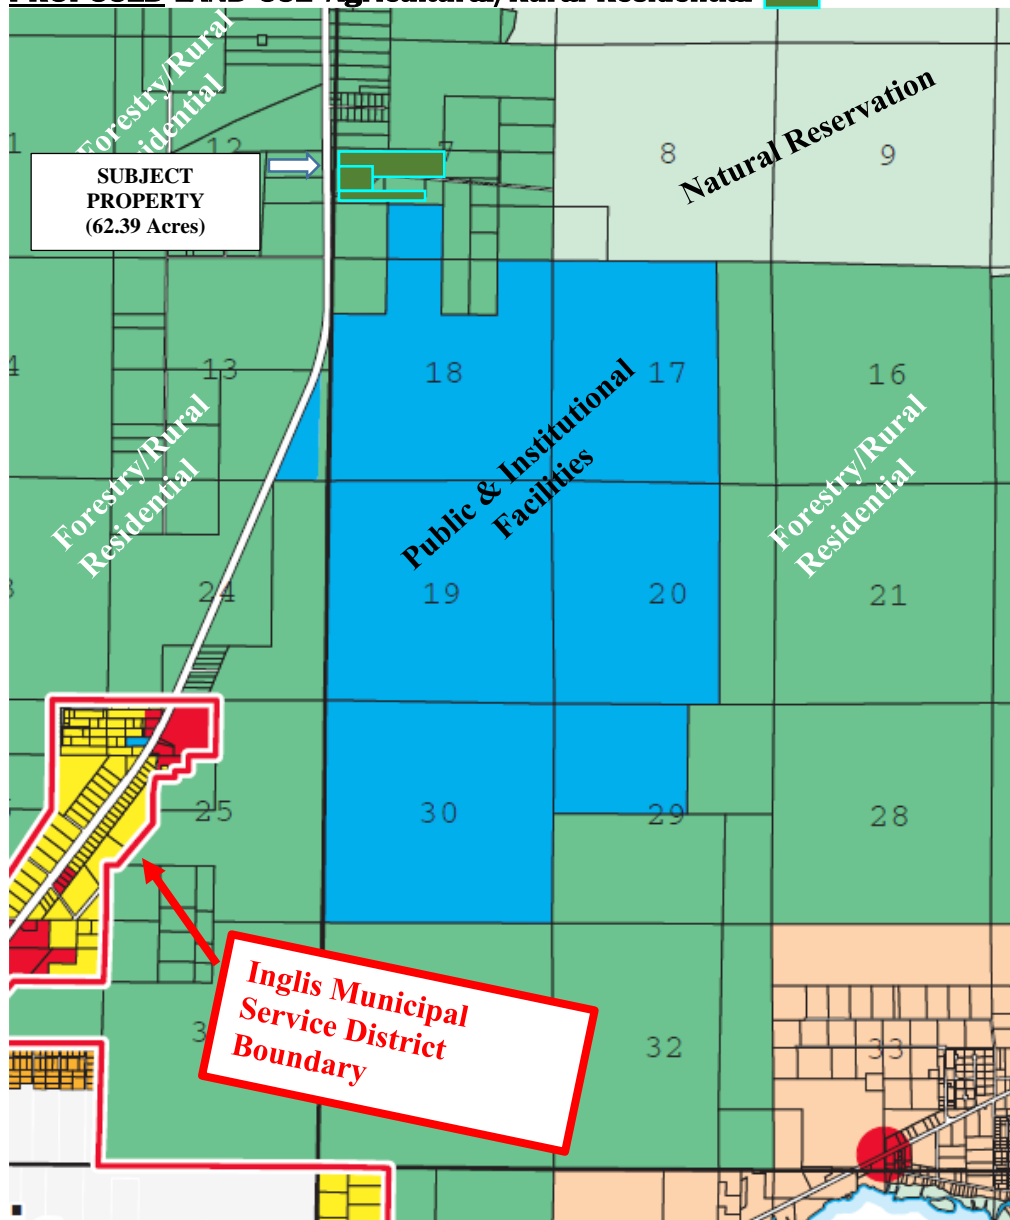 PROPOSED LAND USE Agricultural/Rural Residential
Forestry/Rural
Residential
12
7
8
9
Natural Reservation
SUBJECT
PROPERTY
(62.39 Acres)
13
18
17
16
Forestry/Rural
Residential
Public & Institutional
Facilities
Forestry/Rural
Residential
24
19
20
21
25
30
29
28
Inglis Municipal
Service District
Boundary
32
33